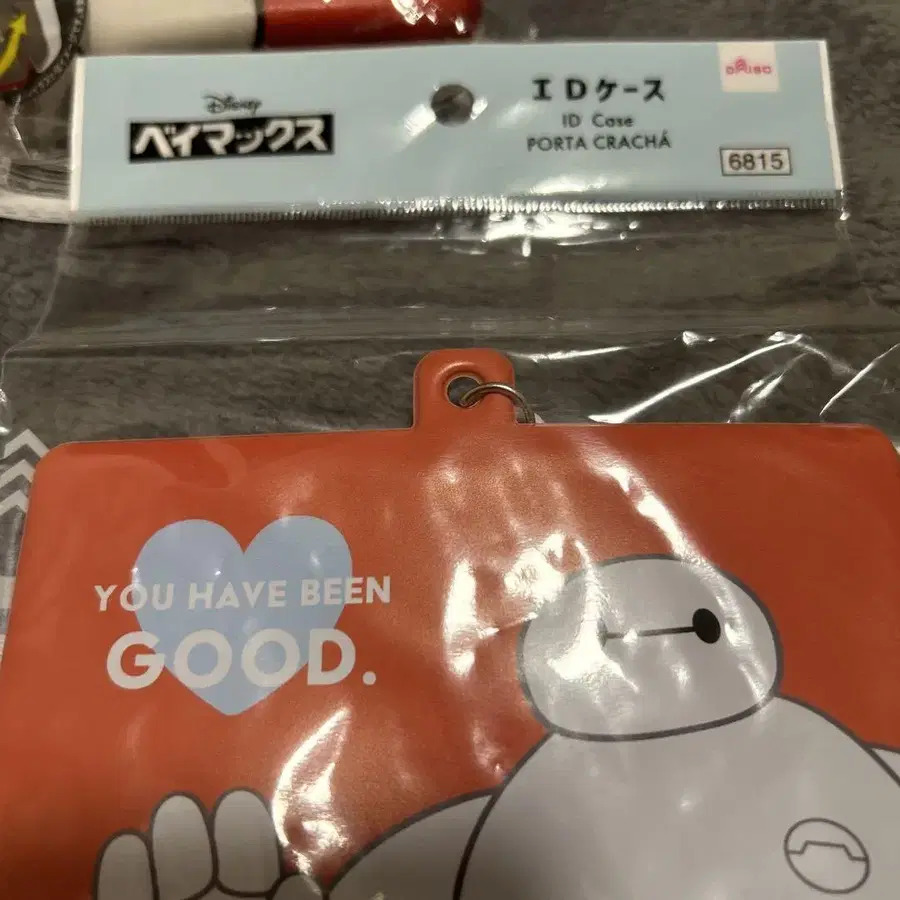 Disney
ベイマックス
IDケース
ID Case
PORTA CRACHÁ
DAISO
6815
YOU HAVE BEEN
GOOD.